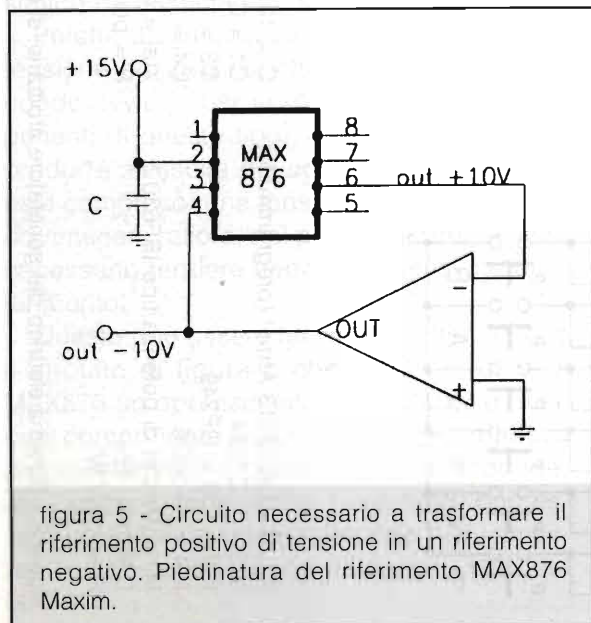 +15V
1
2
3
4
MAX
876
8
7
6
5
out +10V
C
−
OUT
+
out −10V
figura 5 - Circuito necessario a trasformare il
riferimento positivo di tensione in un riferimento
negativo. Piedinatura del riferimento MAX876
Maxim.